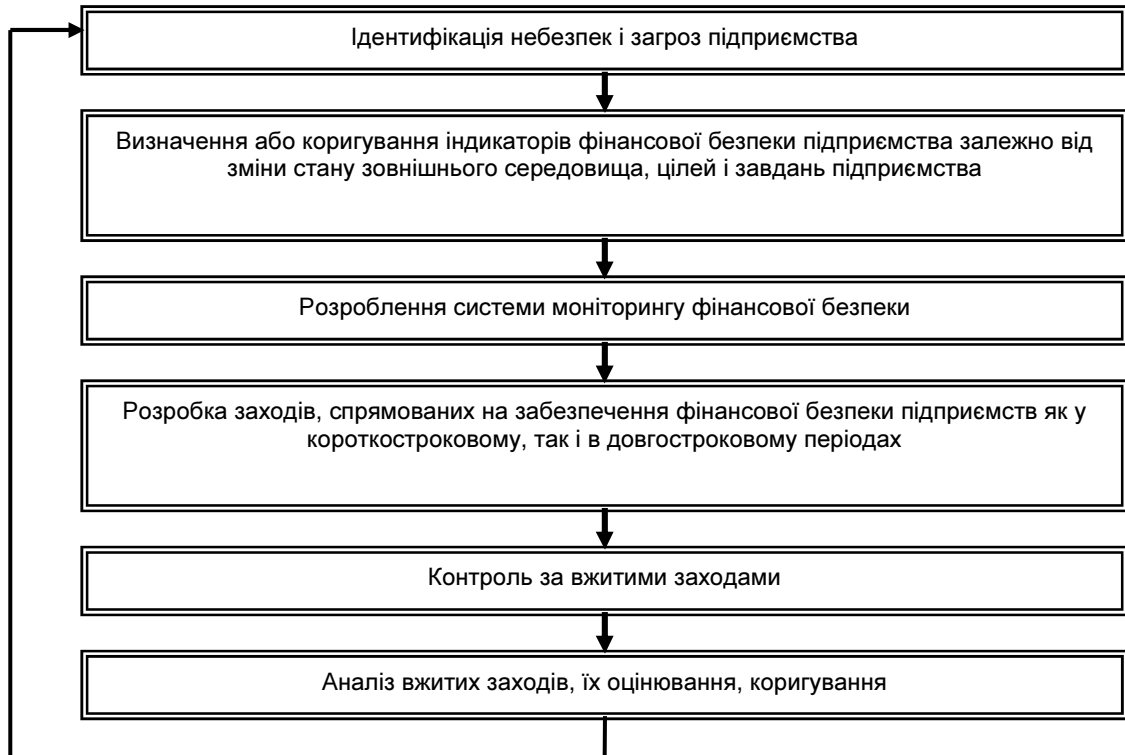 Ідентифікація небезпек і загроз підприємства
Визначення або коригування індикаторів фінансової безпеки підприємства залежно від
зміни стану зовнішнього середовища, цілей і завдань підприємства
Розроблення системи моніторингу фінансової безпеки
Розробка заходів, спрямованих на забезпечення фінансової безпеки підприємств як у
короткостроковому, так і в довгостроковому періодах
Контроль за вжитими заходами
Аналіз вжитих заходів, їх оцінювання, коригування